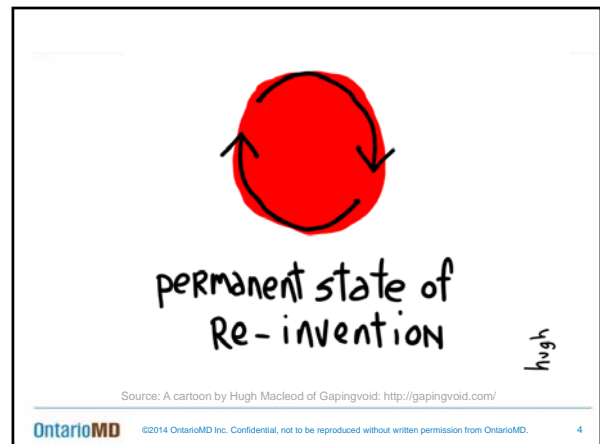 permanent state of
Re-invention
hugh
Source: A cartoon by Hugh Macleod of Gapingvoid: http://gapingvoid.com/
OntarioMD ©2014 OntarioMD Inc. Confidential, not to be reproduced without written permission from OntarioMD. 4